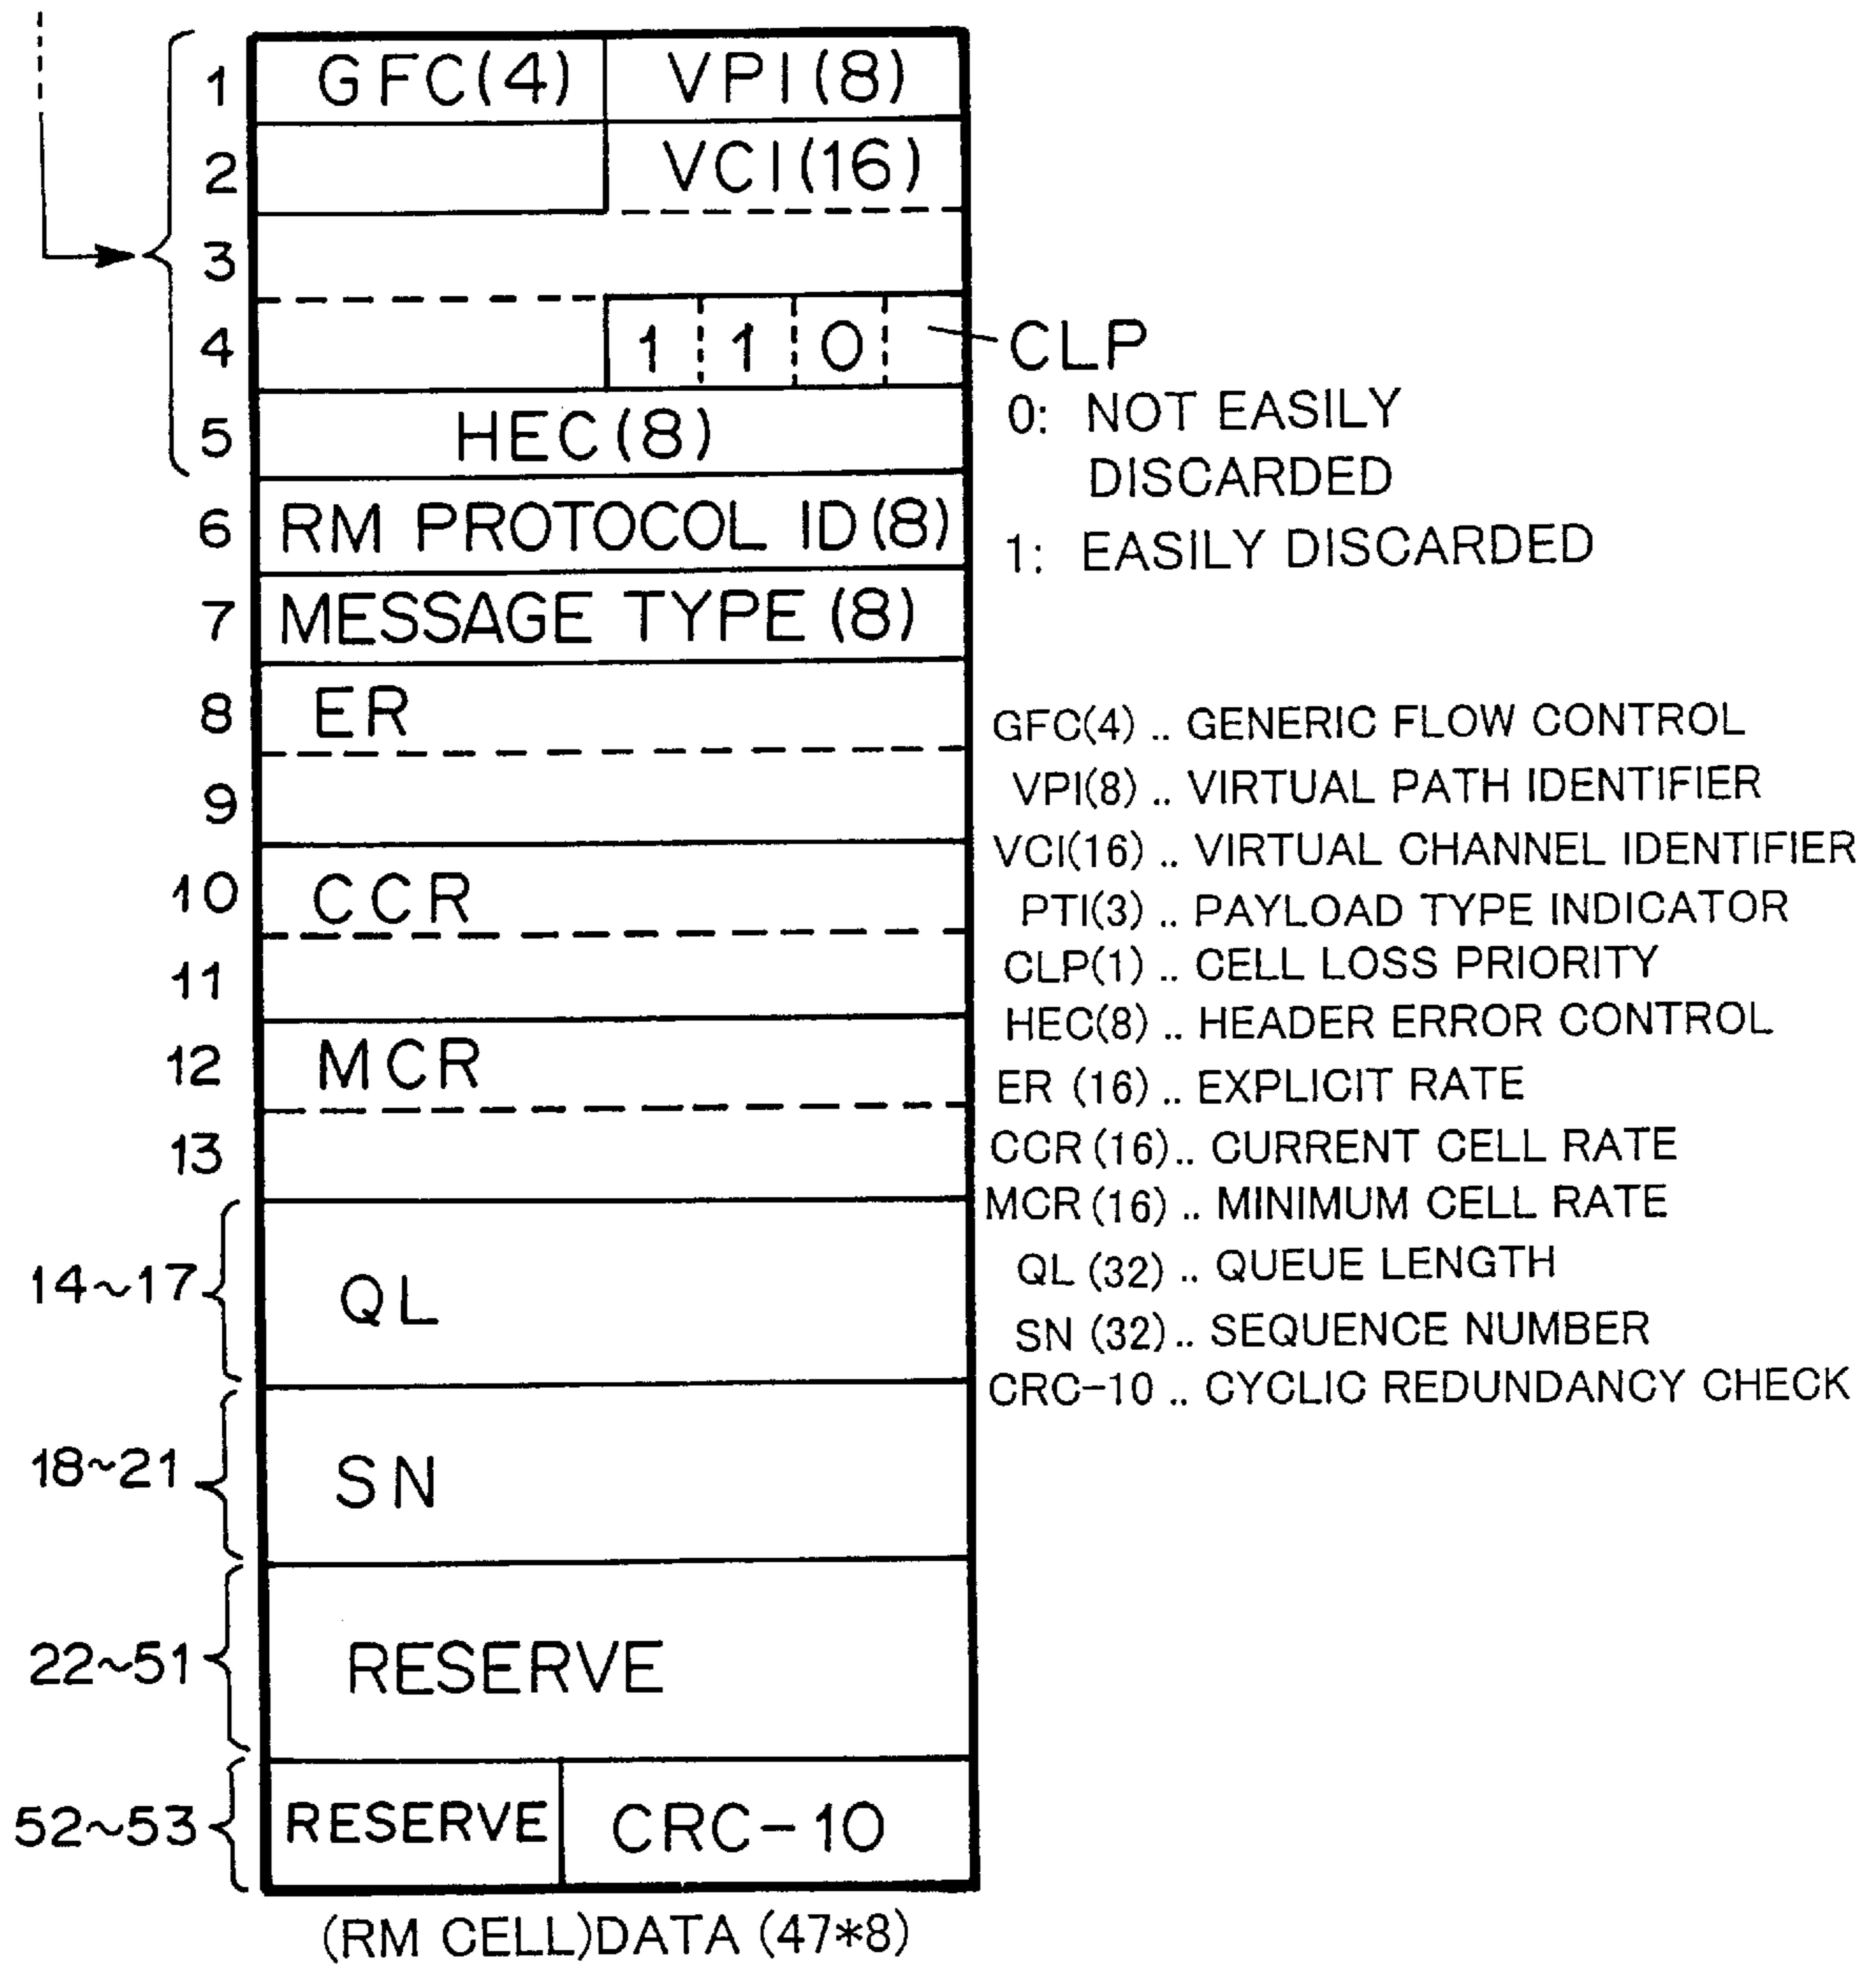 1 GFC(4) VPI(8)
2 VCI(16)
3
4 1 1 0 CLP
0: NOT EASILY
DISCARDED
1: EASILY DISCARDED
5 HEC(8)
6 RM PROTOCOL ID(8)
7 MESSAGE TYPE(8)
8 ER
9
10 CCR
11
12 MCR
13
14~17 QL
18~21 SN
22~51 RESERVE
52~53 RESERVE CRC-10
(RM CELL)DATA (47*8)
GFC(4) .. GENERIC FLOW CONTROL
VPI(8) .. VIRTUAL PATH IDENTIFIER
VCI(16) .. VIRTUAL CHANNEL IDENTIFIER
PTI(3) .. PAYLOAD TYPE INDICATOR
CLP(1) .. CELL LOSS PRIORITY
HEC(8) .. HEADER ERROR CONTROL
ER (16) .. EXPLICIT RATE
CCR (16) .. CURRENT CELL RATE
MCR (16) .. MINIMUM CELL RATE
QL (32) .. QUEUE LENGTH
SN (32) .. SEQUENCE NUMBER
CRC-10 .. CYCLIC REDUNDANCY CHECK